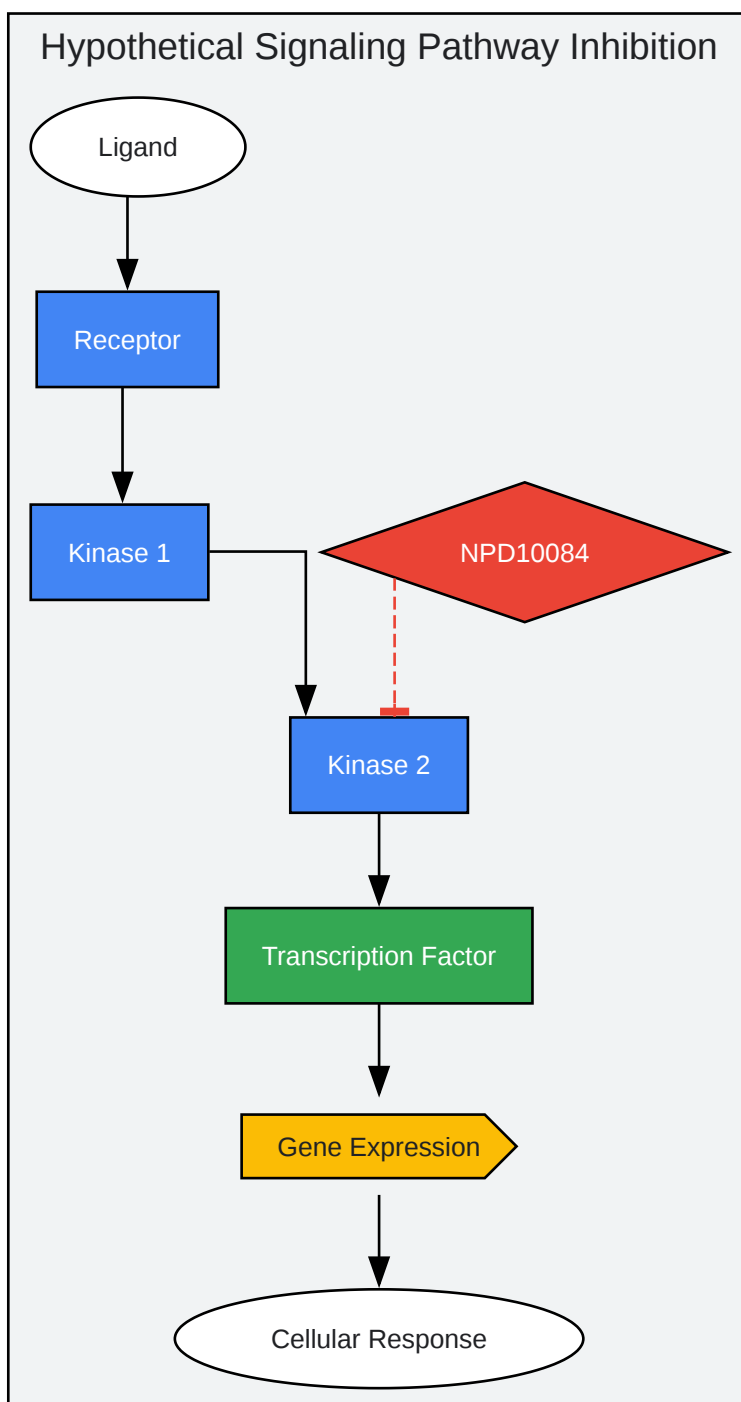 Hypothetical Signaling Pathway Inhibition
Ligand
Receptor
Kinase 1
NPD10084
Kinase 2
Transcription Factor
Gene Expression
Cellular Response